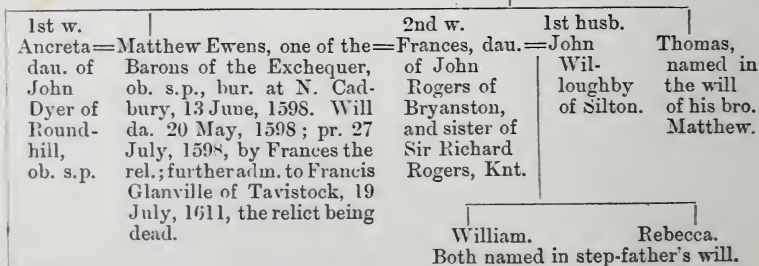 1st w.
Ancreta=
dau. of
John
Dyer of
Round-
hill,
ob. s.p.
Matthew Ewens, one of the=
Barons of the Exchequer,
ob. s.p., bur. at N. Cad-
bury, 13 June, 1598. Will
da. 20 May, 1598; pr. 27
July, 1598, by Frances the
rel.; further adm. to Francis
Glanville of Tavistock, 19
July, 1611, the relict being
dead.
2nd w.
Frances, dau.=
of John
Rogers of
Bryanston,
and sister of
Sir Richard
Rogers, Knt.
1st husb.
John
Wil-
loughby
of Silton.
Thomas,
named in
the will
of his bro.
Matthew.
William. Rebecca.
Both named in step-father's will.